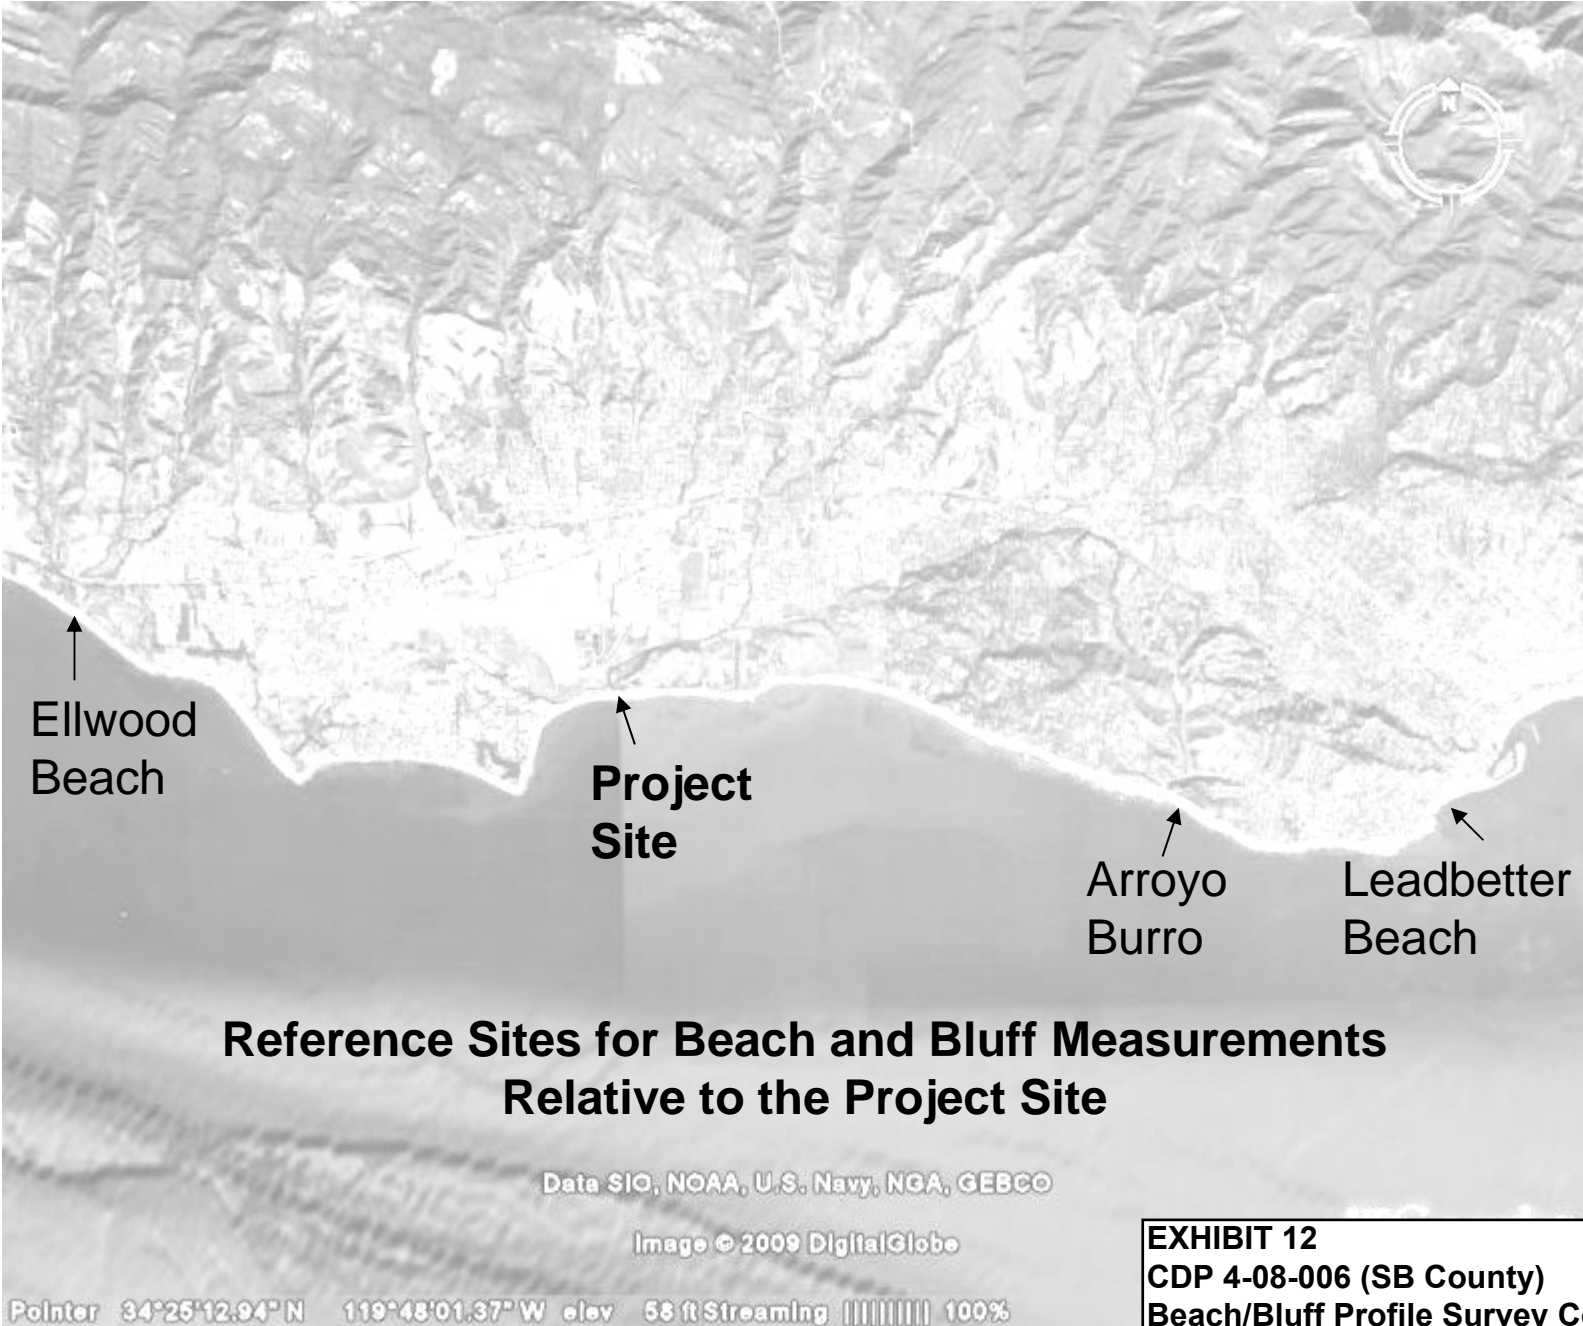 N
Ellwood
Beach
Project
Site
Arroyo
Burro
Leadbetter
Beach
Reference Sites for Beach and Bluff Measurements
Relative to the Project Site
Data SIO, NOAA, U.S. Navy, NGA, GEBCO
Image © 2009 DigitalGlobe
Pointer 34°25'12.94" N 119°48'01.37" W elev 58 ft Streaming |||||||||| 100%
EXHIBIT 12
CDP 4-08-006 (SB County)
Beach/Bluff Profile Survey